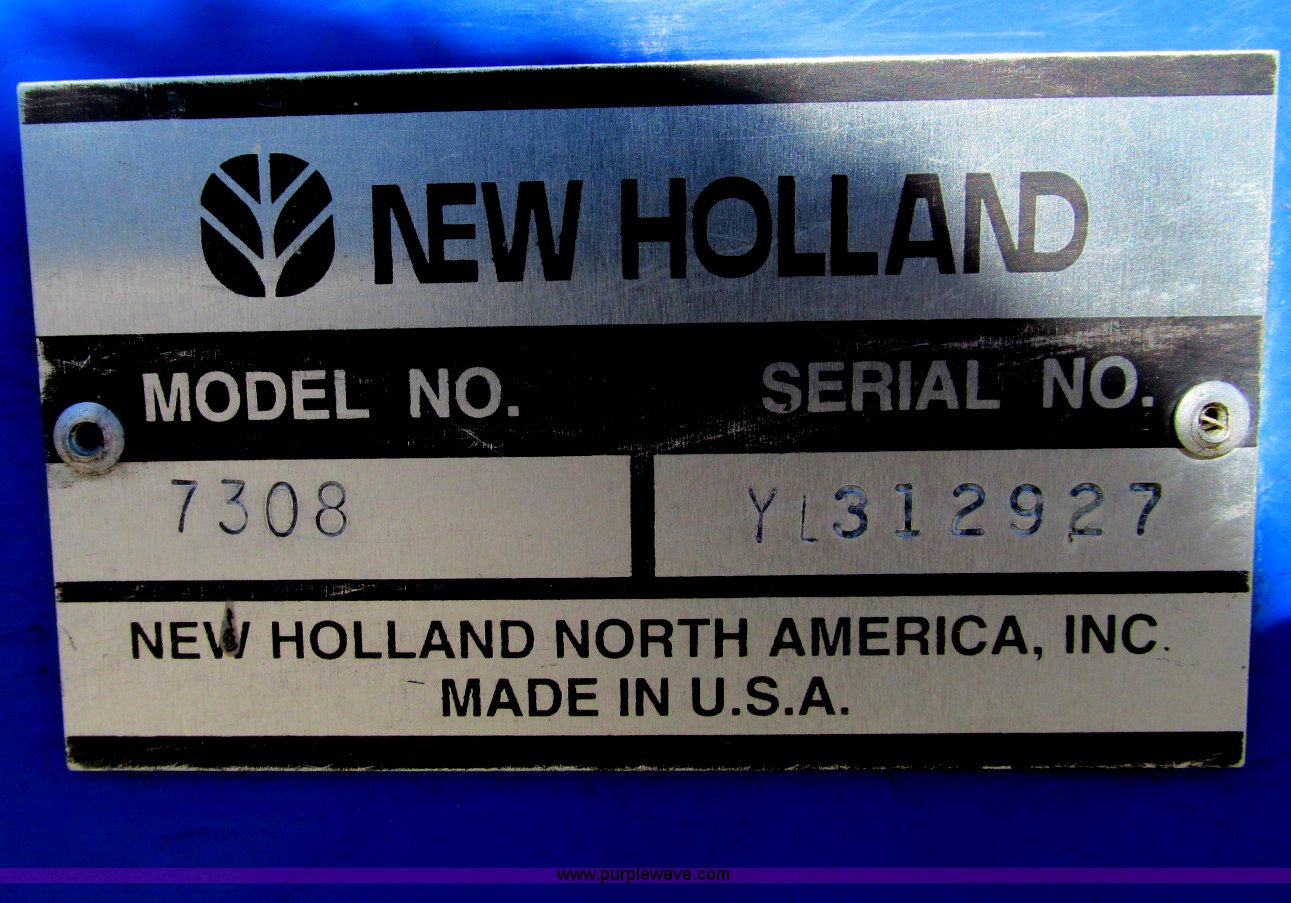 NEW HOLLAND
MODEL NO. SERIAL NO.
7308 YL312927
NEW HOLLAND NORTH AMERICA, INC.
MADE IN U.S.A.
www.purplewave.com